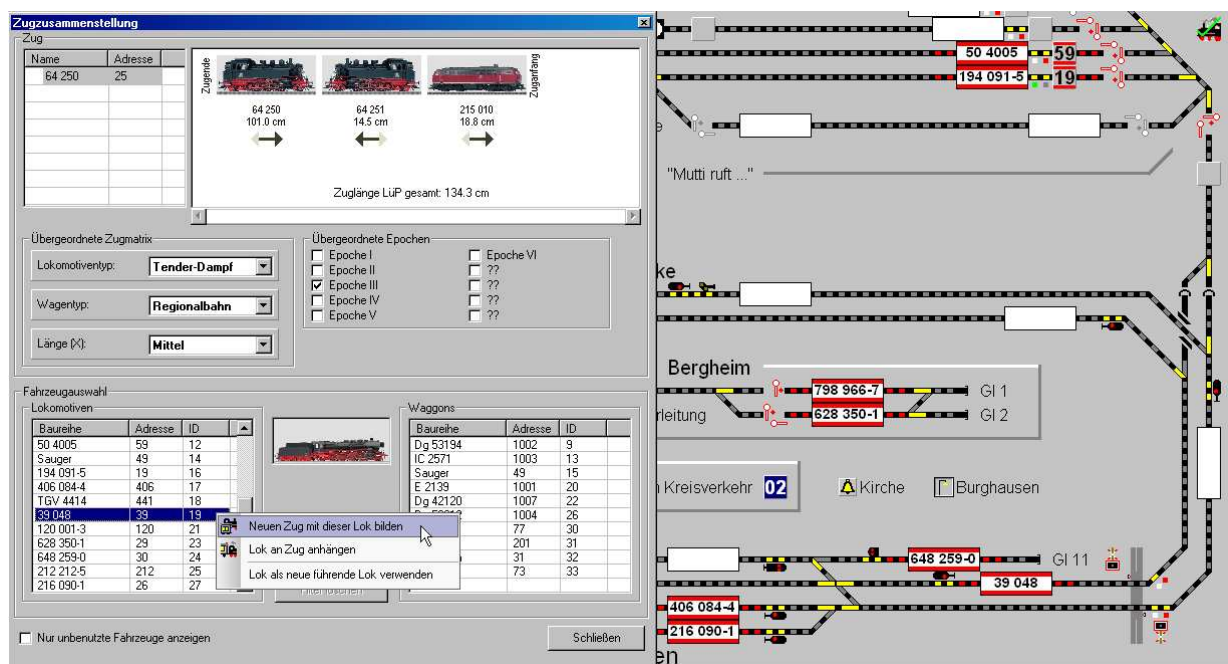 Zugzusammenstellung
Zug
Name Adresse
64 250 25
Zugende
Zuganfang
64 250 64 251 215 010
101.0 cm 14.5 cm 18.8 cm
Zuglänge LüP gesamt: 134.3 cm
Übergeordnete Zugmatrix
Lokomotiventyp: Tender-Dampf
Wagentyp: Regionalbahn
Länge (X): Mittel
Übergeordnete Epochen
Epoche I Epoche VI
Epoche II ??
Epoche III ??
Epoche IV ??
Epoche V ??
Fahrzeugauswahl
Lokomotiven
Baureihe Adresse ID
50 4005 59 12
Sauger 49 14
194 091-5 19 16
406 084-4 406 17
TGV 4414 441 18
39 048 39 19
120 001-3 120 21
628 350-1 29 23
648 259-0 30 24
212 212-5 212 25
216 090-1 26 27
Waggons
Baureihe Adresse ID
Dg 53194 1002 9
IC 2571 1003 13
Sauger 49 15
E 2139 1001 20
Dg 42120 1007 22
1004 26
77 30
201 31
31 32
73 33
Neuen Zug mit dieser Lok bilden
Lok an Zug anhängen
Lok als neue führende Lok verwenden
Filter löschen
Nur unbenutzte Fahrzeuge anzeigen
Schließen
50 4005 59
194 091-5 19
e
"Mutti ruft ..."
ke
Bergheim
798 966-7 Gl 1
rleitung 628 350-1 Gl 2
n Kreisverkehr 02 Kirche Burghausen
648 259-0 Gl 11
39 048
406 084-4
216 090-1
en